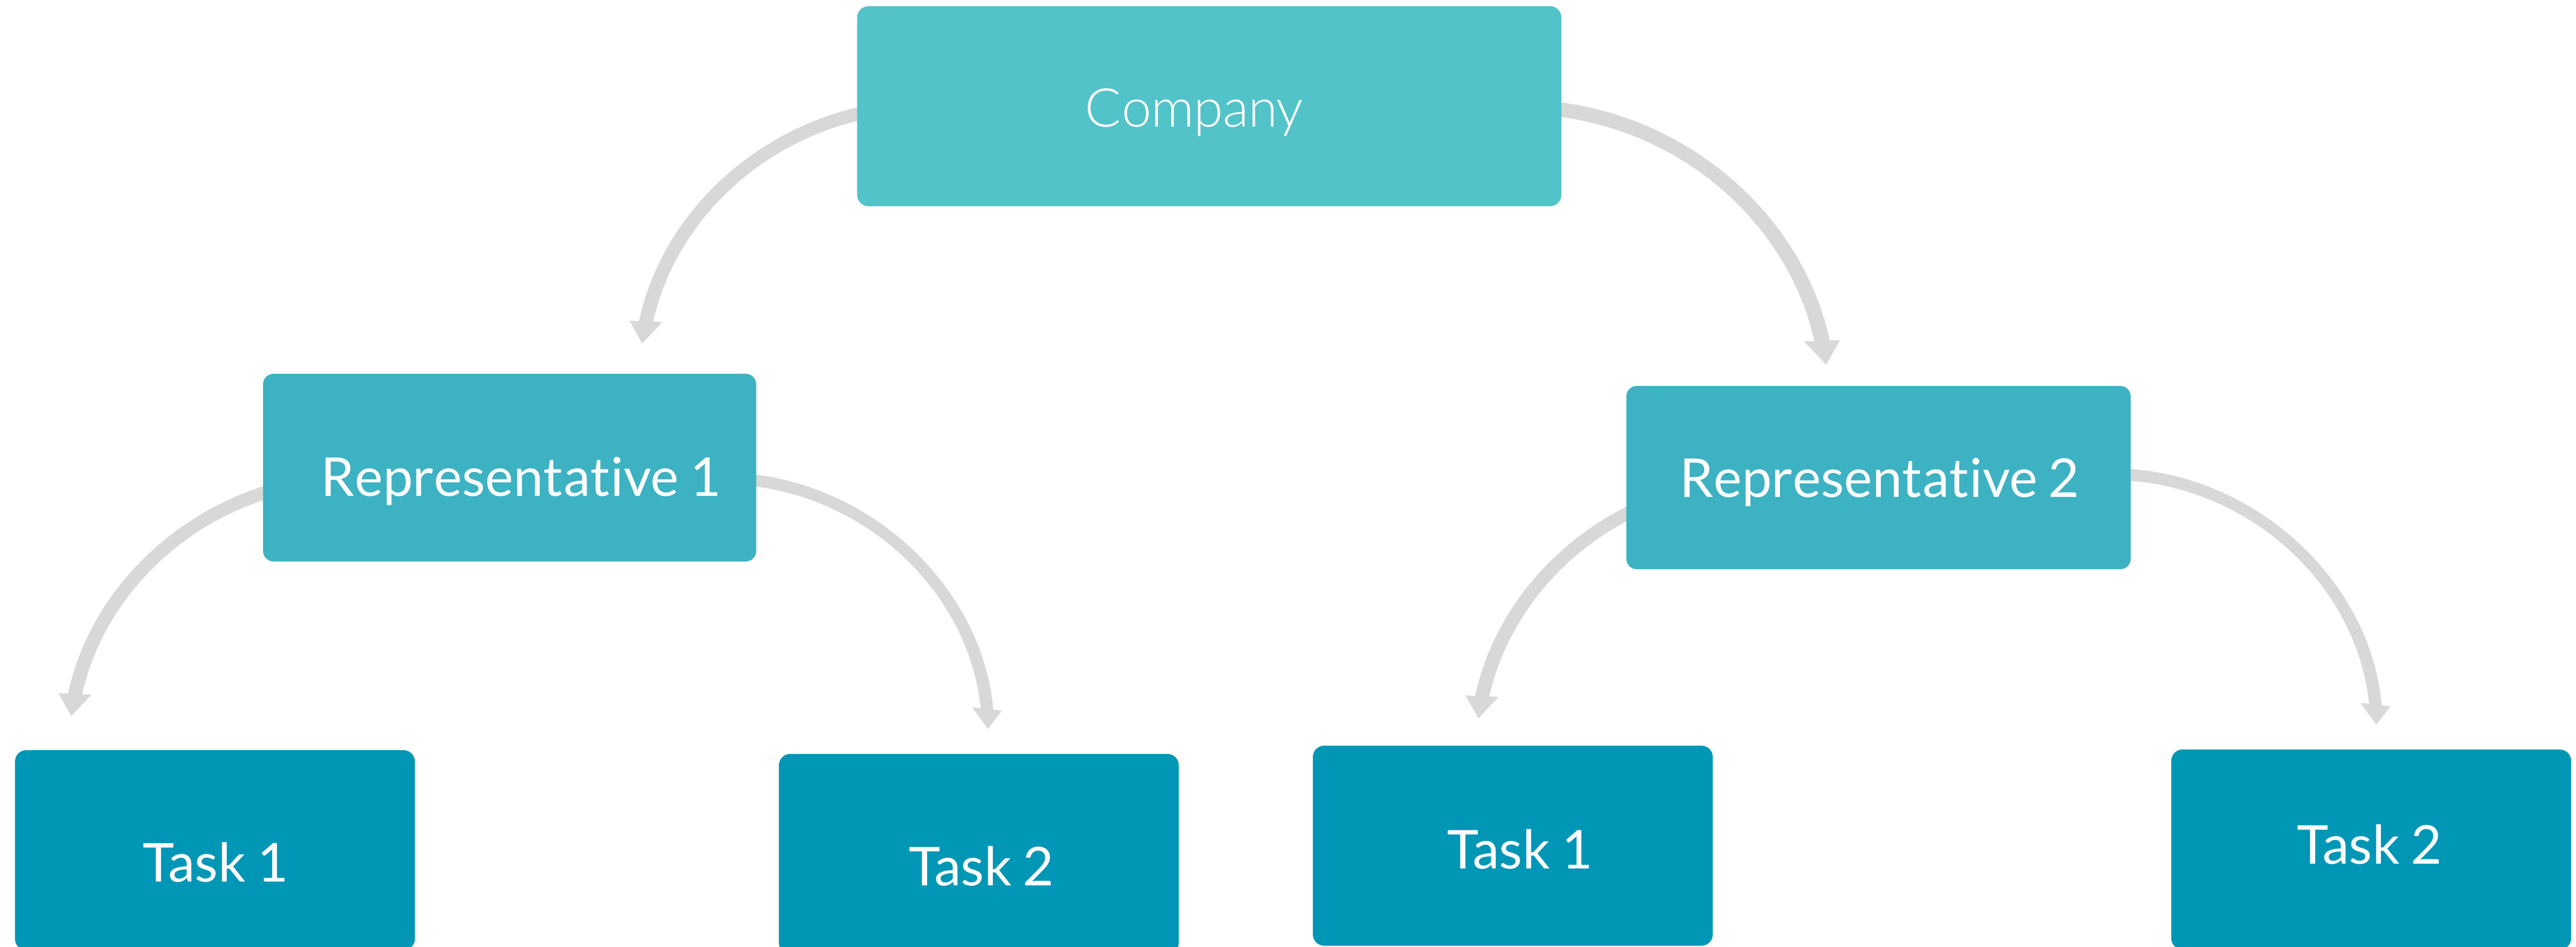 Company
Representative 1
Representative 2
Task 1
Task 2
Task 1
Task 2